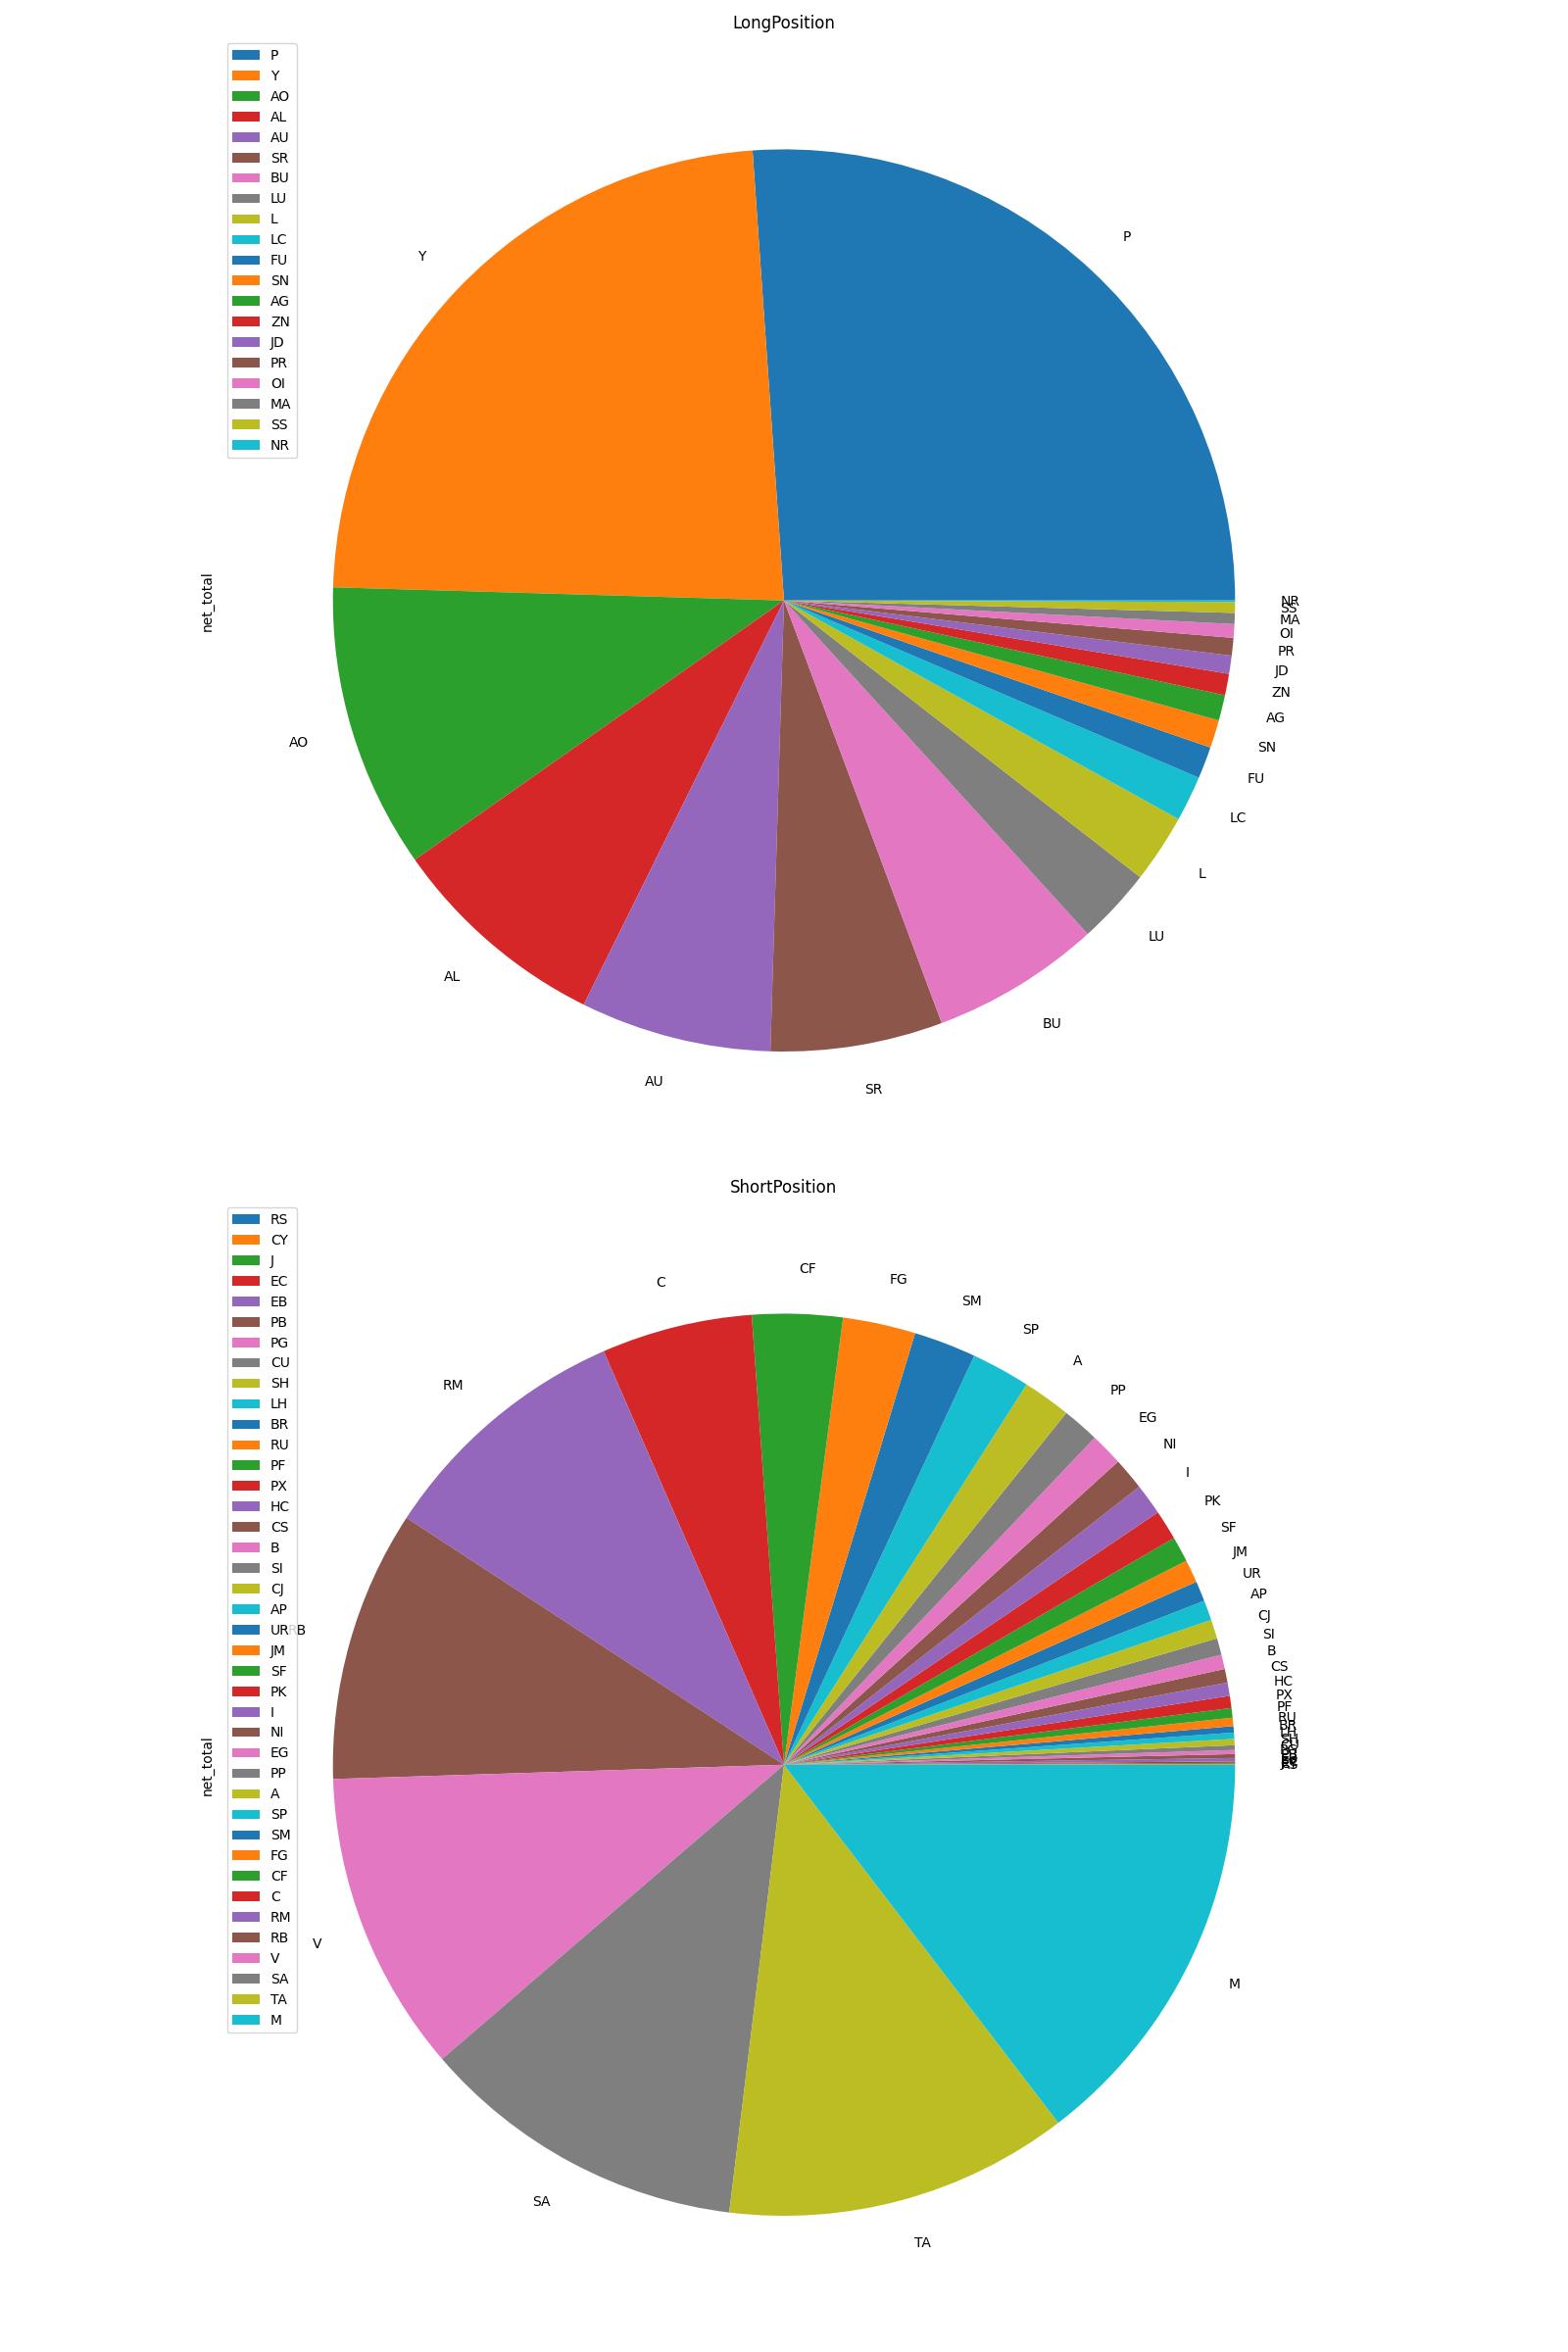 LongPosition
P
Y
AO
AL
AU
SR
BU
LU
L
LC
FU
SN
AG
ZN
JD
PR
OI
MA
SS
NR
net_total
P
Y
AO
AL
AU
SR
BU
LU
L
LC
FU
SN
AG
ZN
JD
PR
OI
MA
SS
NR
ShortPosition
RS
CY
J
EC
EB
PB
PG
CU
SH
LH
BR
RU
PF
PX
HC
CS
B
SI
CJ
AP
UR
JM
SF
PK
I
NI
EG
PP
A
SP
SM
FG
CF
C
RM
RB
V
SA
TA
M
net_total
CF
FG
C
SM
SP
A
RM
PP
EG
NI
I
PK
SF
JM
UR
AP
CJ
RB
SI
B
CS
HC
PX
PF
RU
BR
V
M
SA
TA